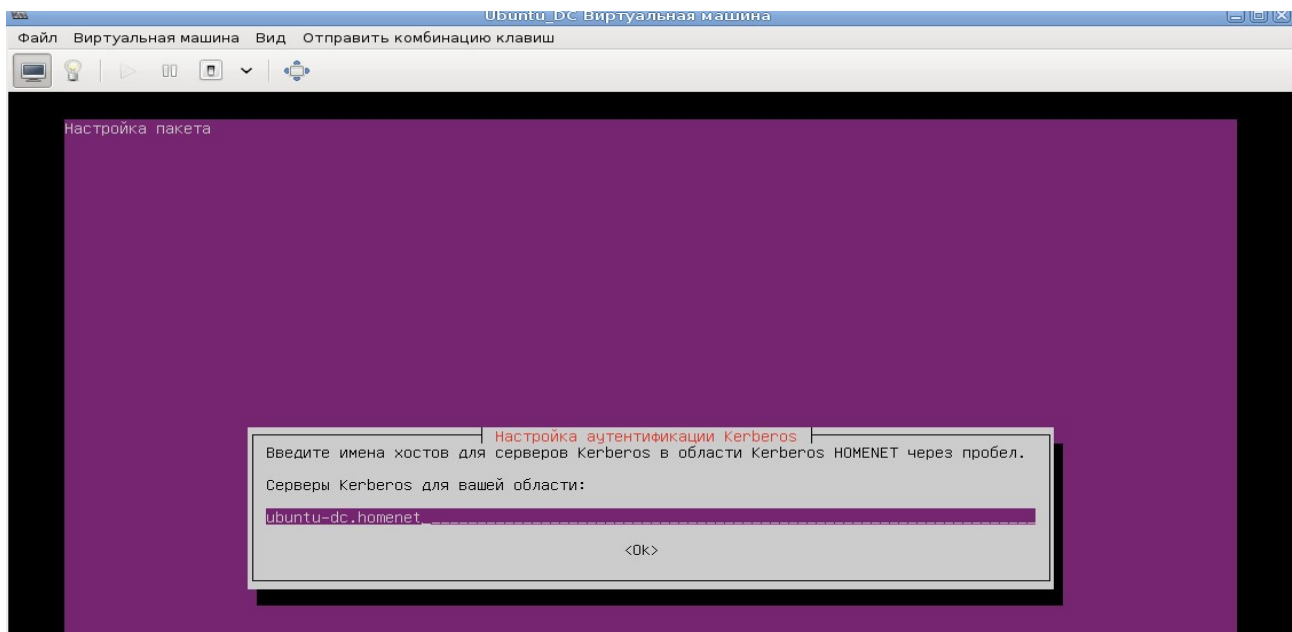 Ubuntu_DC Виртуальная машина
Файл Виртуальная машина Вид Отправить комбинацию клавиш
Настройка пакета
Настройка аутентификации Kerberos
Введите имена хостов для серверов Kerberos в области Kerberos HOMENET через пробел.
Серверы Kerberos для вашей области:
ubuntu-dc.homenet
<Ok>